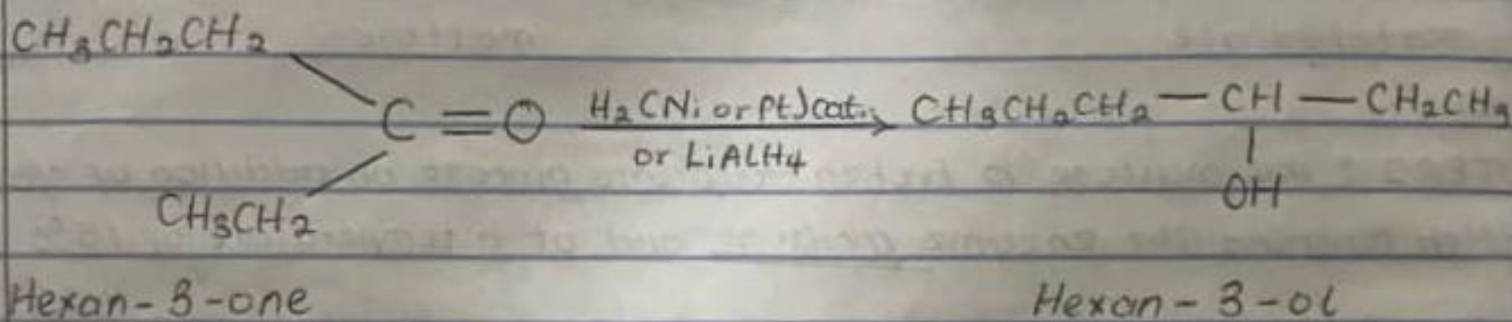 CH₃CH₂CH₂
C=O H₂ (Ni or Pt) cat., CH₃CH₂CH₂ — CH — CH₂CH₃
or LiALH4
OH
CH₃CH₂
Hexan-3-one Hexan-3-ol